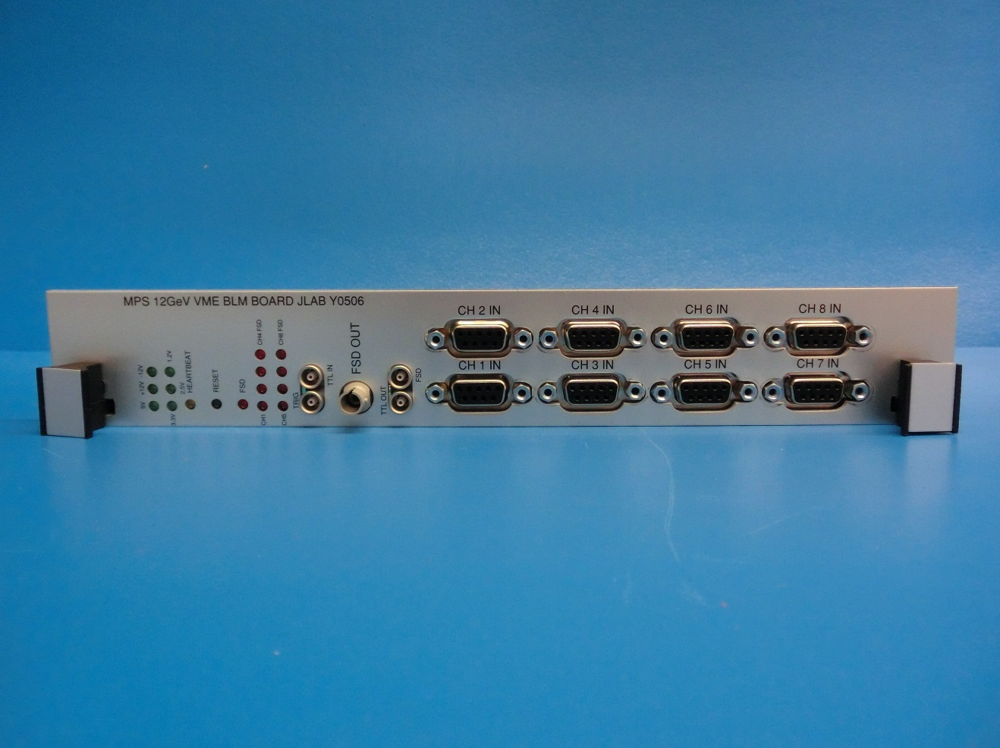 MPS 12GeV VME BLM BOARD JLAB Y0506
5V
+12V
-12V
3.3V
2.5V
1.2V
HEARTBEAT
RESET
FSD
CH1
CH4 FSD
CH5
CH8 FSD
TRIG
TTL IN
FSD OUT
TTL OUT
FSD
CH 2 IN
CH 4 IN
CH 6 IN
CH 8 IN
CH 1 IN
CH 3 IN
CH 5 IN
CH 7 IN